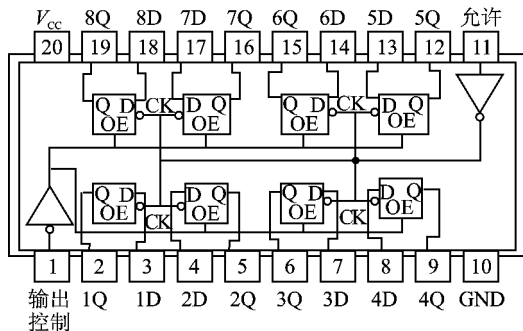 V_CC 8Q 8D 7D 7Q 6Q 6D 5D 5Q 允许
20 19 18 17 16 15 14 13 12 11
Q D CK D Q Q D CK D Q
OE OE OE OE
Q D D Q Q D D Q
OE CK OE OE CK OE
1 2 3 4 5 6 7 8 9 10
输出 1Q 1D 2D 2Q 3Q 3D 4D 4Q GND
控制